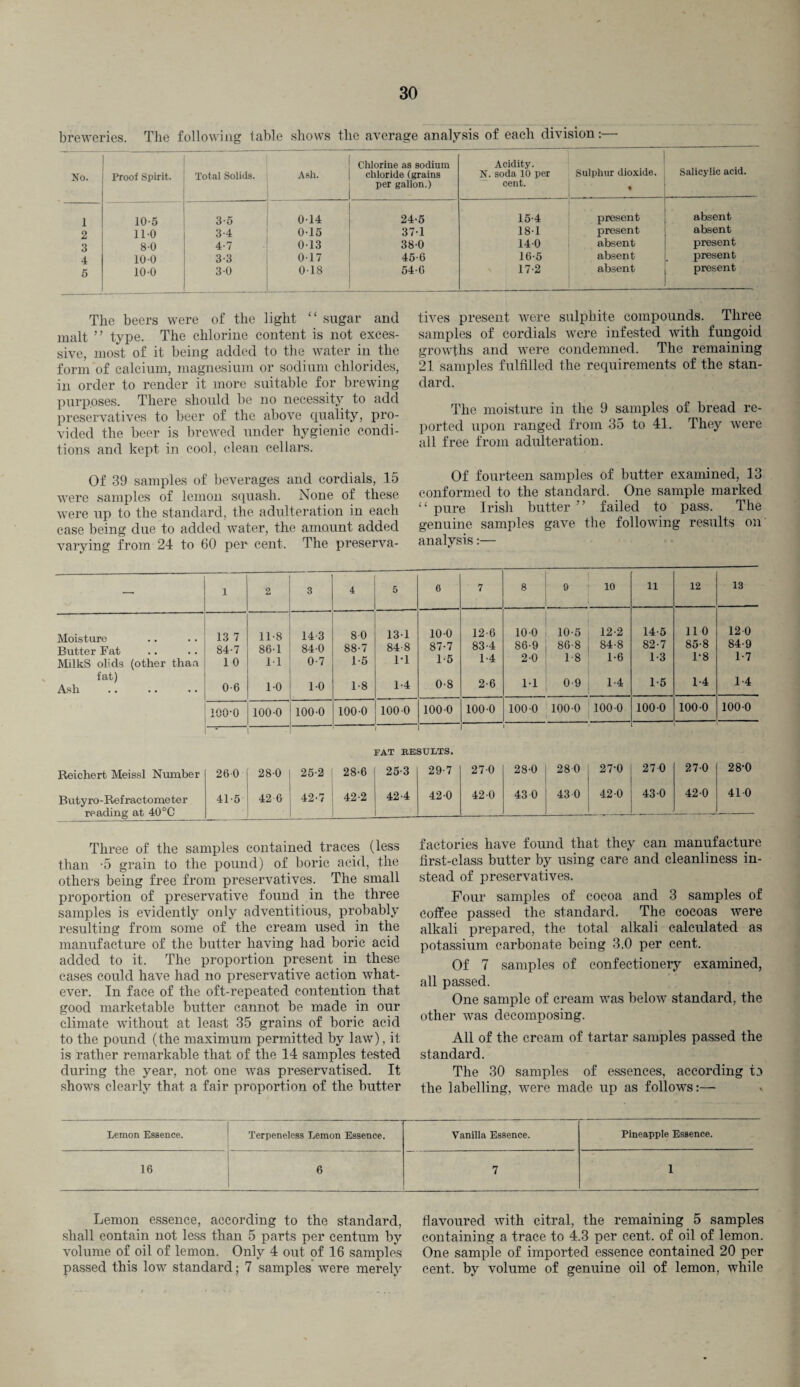 30
breweries. The following table shows the average analysis of each division:—
No. Proof Spirit. Total Solids. Ash. Chlorine as sodium chloride (grains per gallon.) Acidity. N. soda 10 per cent. Sulphur dioxide. Salicylic acid.
1 10·5 3·5 0·14 24·5 15·4 present absent
2 11·0 3·4 0·15 37·1 18·1 present absent
3 8·0 4·7 0·13 38·0 14·0 absent present
4 10·0 3·3 0·17 45·6 16·5 absent present
5 10·0 3·0 0·18 54·6 17·2 absent present
The beers were of the light “sugar and
malt” type. The chlorine content is not exces-
sive, most of it being added to the water in the
form of calcium, magnesium or sodium chlorides,
in order to render it more suitable for brewing
purposes. There should be no necessity to add
preservatives to beer of the above quality, pro-
vided the beer is brewed under hygienic condi-
tions and kept in cool, clean cellars.
Of 39 samples of beverages and cordials, 15
were samples of lemon squash. None of these
were up to the standard, the adulteration in each
case being due to added water, the amount added
varying from 24 to 60 per cent. The preserva-
tives present were sulphite compounds. Three
samples of cordials were infested with fungoid
growths and were condemned. The remaining
21 samples fulfilled the requirements of the stan-
dard.
The moisture in the 9 samples of bread re-
ported upon ranged from 35 to 41. They were
all free from adulteration.
Of fourteen samples of butter examined, 13
conformed to the standard. One sample marked
“pure Irish butter” failed to pass. The
genuine samples gave the following results on
analysis:—
— 1 2 3 4 5 6 7 8 9 10 11 12 13
Moisture .. .. 13 7 11·8 14·3 8·0 13·1 10·0 12·6 10·0 10·5 12·2 14·5 11 0 12·0
Butter Fat .. .. 84·7 86·1 84·0 88·7 84·8 87·7 83·4 86·9 86·8 84·8 82·7 85·8 84·9
MilkS olids (other than fat) 1 0 1·1 0·7 1·5 1·1 1·5 1·4 2·0 1·8 1·6 1·3 1·8 1·7
Ash .. .. .. 0·6 1·0 1·0 1·8 1·4 0·8 2·6 1·1 0·9 1·4 1·5 1·4 1·4
100·0 100·0 100·0 100·0 100·0 100·0 100·0 100·0 100·0 100·0 100·0 100·0 100·0
FAT RESULTS.
Reichert Meissl Number 26·0 28·0 25·2 28·6 25·3 29·7 27·0 28·0 28·0 27·0 27·0 27·0 28·0
Butyro-Refractometer reading at 40°C 41·5 42·6 42·7 42·2 42·4 42·0 42·0 43·0 43·0 42·0 43·0 42·0 41·0
Three of the samples contained traces (less
than ·5 grain to the pound) of boric acid, the
others being free from preservatives. The small
proportion of preservative found in the three
samples is evidently only adventitious, probably
resulting from some of the cream used in the
manufacture of the butter having had boric acid
added to it. The proportion present in these
cases could have had no preservative action what-
ever. In face of the oft-repeated contention that
good marketable butter cannot be made in our
climate without at least 35 grains of boric acid
to the pound (the maximum permitted by law), it
is rather remarkable that of the 14 samples tested
during the year, not one was preservatised. It
shows clearly that a fair proportion of the butter
factories have found that they can manufacture
first-class butter by using care and cleanliness in-
stead of preservatives.
Four samples of cocoa and 3 samples of
coffee passed the standard. The cocoas were
alkali prepared, the total alkali calculated as
potassium carbonate being 3.0 per cent.
Of 7 samples of confectionery examined,
all passed.
One sample of cream was below standard, the
other was decomposing.
All of the cream of tartar samples passed the
standard.
The 30 samples of essences, according to
the labelling, were made up as follows:—
Lemon Essence. Terpeneless Lemon Essence. Vanilla Essence. Pineapple Essence.
16 6 7 1
Lemon essence, according to the standard,
shall contain not less than 5 parts per centum by
volume of oil of lemon. Only 4 out of 16 samples
passed this low standard; 7 samples were merely
flavoured with citral, the remaining 5 samples
containing a trace to 4.3 per cent. of oil of lemon.
One sample of imported essence contained 20 per
cent. by volume of genuine oil of lemon, while